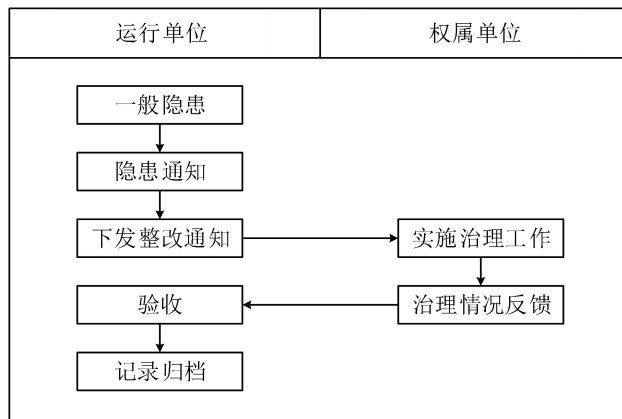 运行单位
权属单位
一般隐患
隐患通知
下发整改通知
实施治理工作
治理情况反馈
验收
记录归档